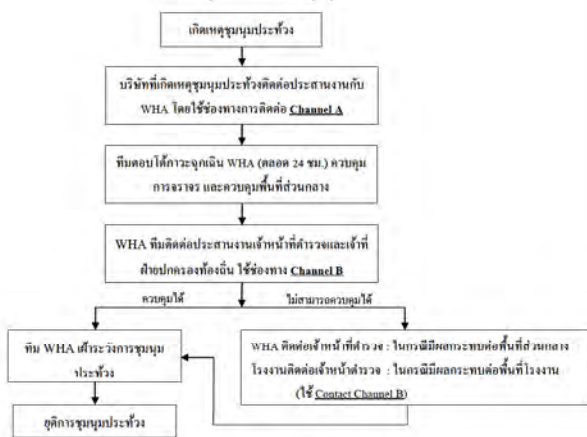 เกิดเหตุชุมนุมประท้วง
บริษัทที่เกิดเหตุชุมนุมประท้วงติดต่อประสานงานกับ
WHA โดยใช้ช่องทางการติดต่อ Channel A
ทีมตอบโต้ภาวะฉุกเฉิน WHA (ตลอด 24 ชม.) ควบคุม
การจราจร และควบคุมพื้นที่ส่วนกลาง
WHA ทีมติดต่อประสานงานเจ้าหน้าที่ตำรวจและเจ้าที่
ฝ่ายปกครองท้องถิ่น ใช้ช่องทาง Channel B
ควบคุมได้
ไม่สามารถควบคุมได้
ทีม WHA เฝ้าระวังการชุมนุม
ประท้วง
WHA ติดต่อเจ้าหน้าที่ตำรวจ : ในกรณีมีผลกระทบต่อพื้นที่ส่วนกลาง
โรงงานติดต่อเจ้าหน้าตำรวจ : ในกรณีมีผลกระทบต่อพื้นที่โรงงาน
(ใช้ Contact Channel B)
ยุติการชุมนุมประท้วง